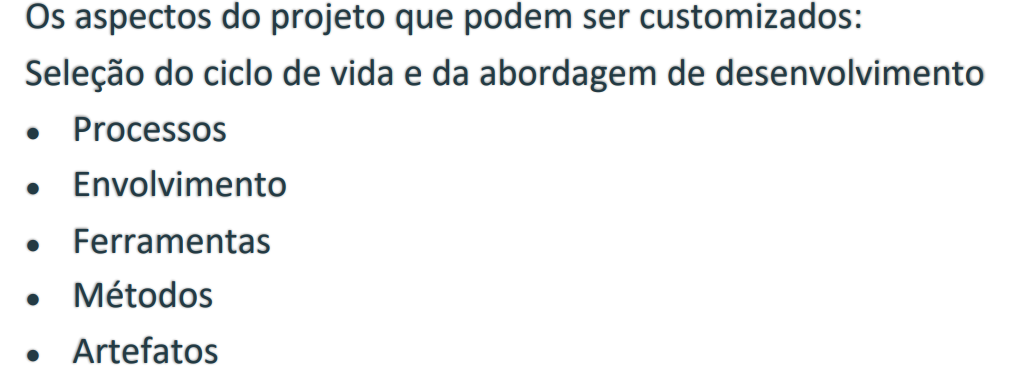 Os aspectos do projeto que podem ser customizados:
Seleção do ciclo de vida e da abordagem de desenvolvimento
• Processos
• Envolvimento
• Ferramentas
• Métodos
• Artefatos